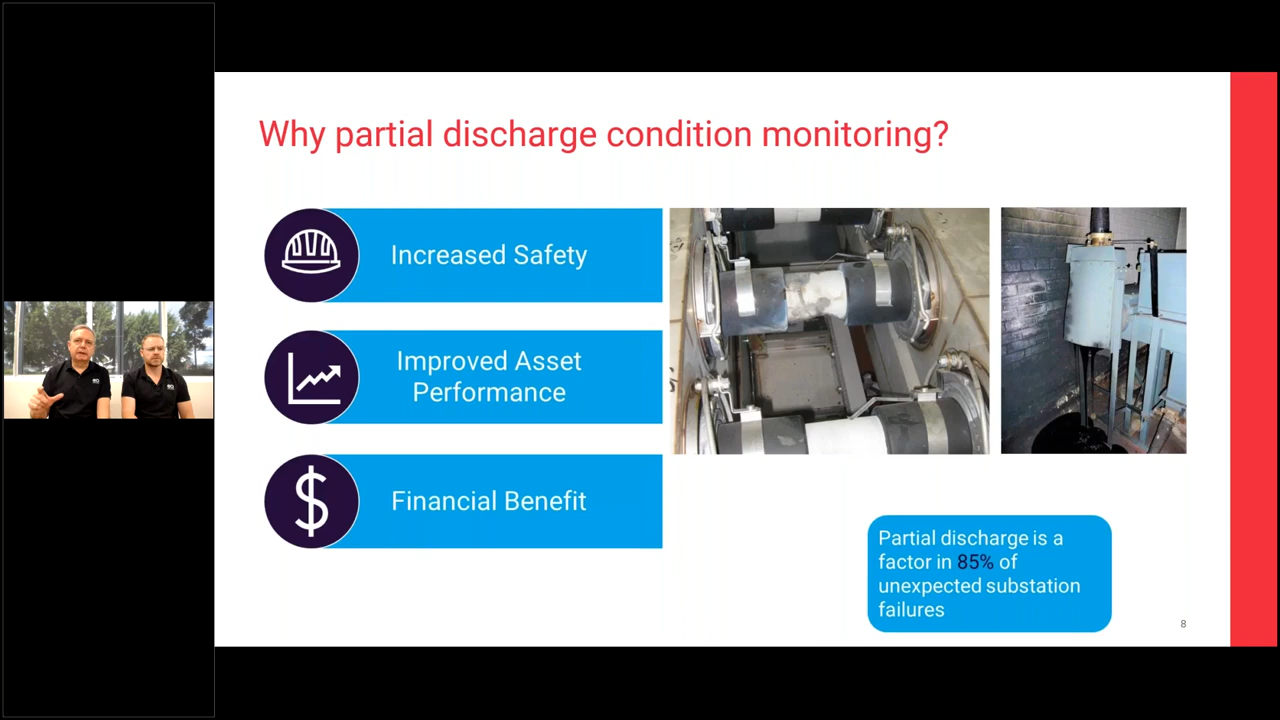 Why partial discharge condition monitoring?
Increased Safety
Improved Asset
Performance
$
Financial Benefit
Partial discharge is a
factor in 85% of
unexpected substation
failures
8